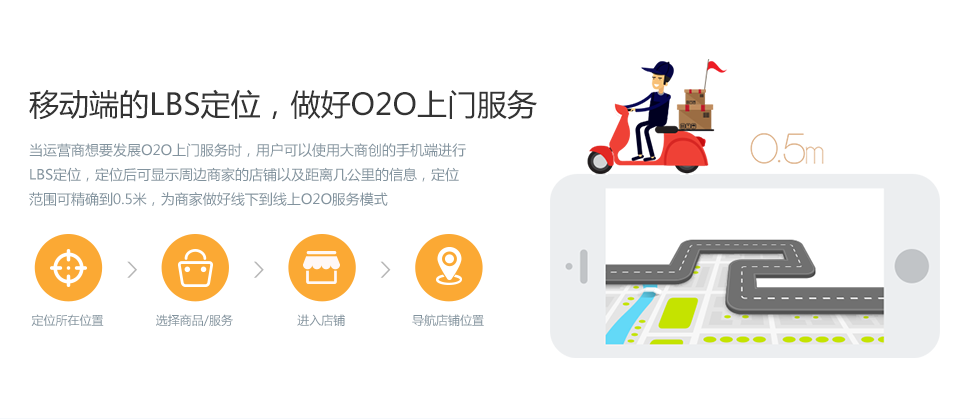 移动端的LBS定位，做好O2O上门服务
当运营商想要发展O2O上门服务时，用户可以使用大商创的手机端进行
LBS定位，定位后可显示周边商家的店铺以及距离几公里的信息，定位
范围可精确到0.5米，为商家做好线下到线上O2O服务模式
0.5m
定位所在位置
选择商品/服务
进入店铺
导航店铺位置